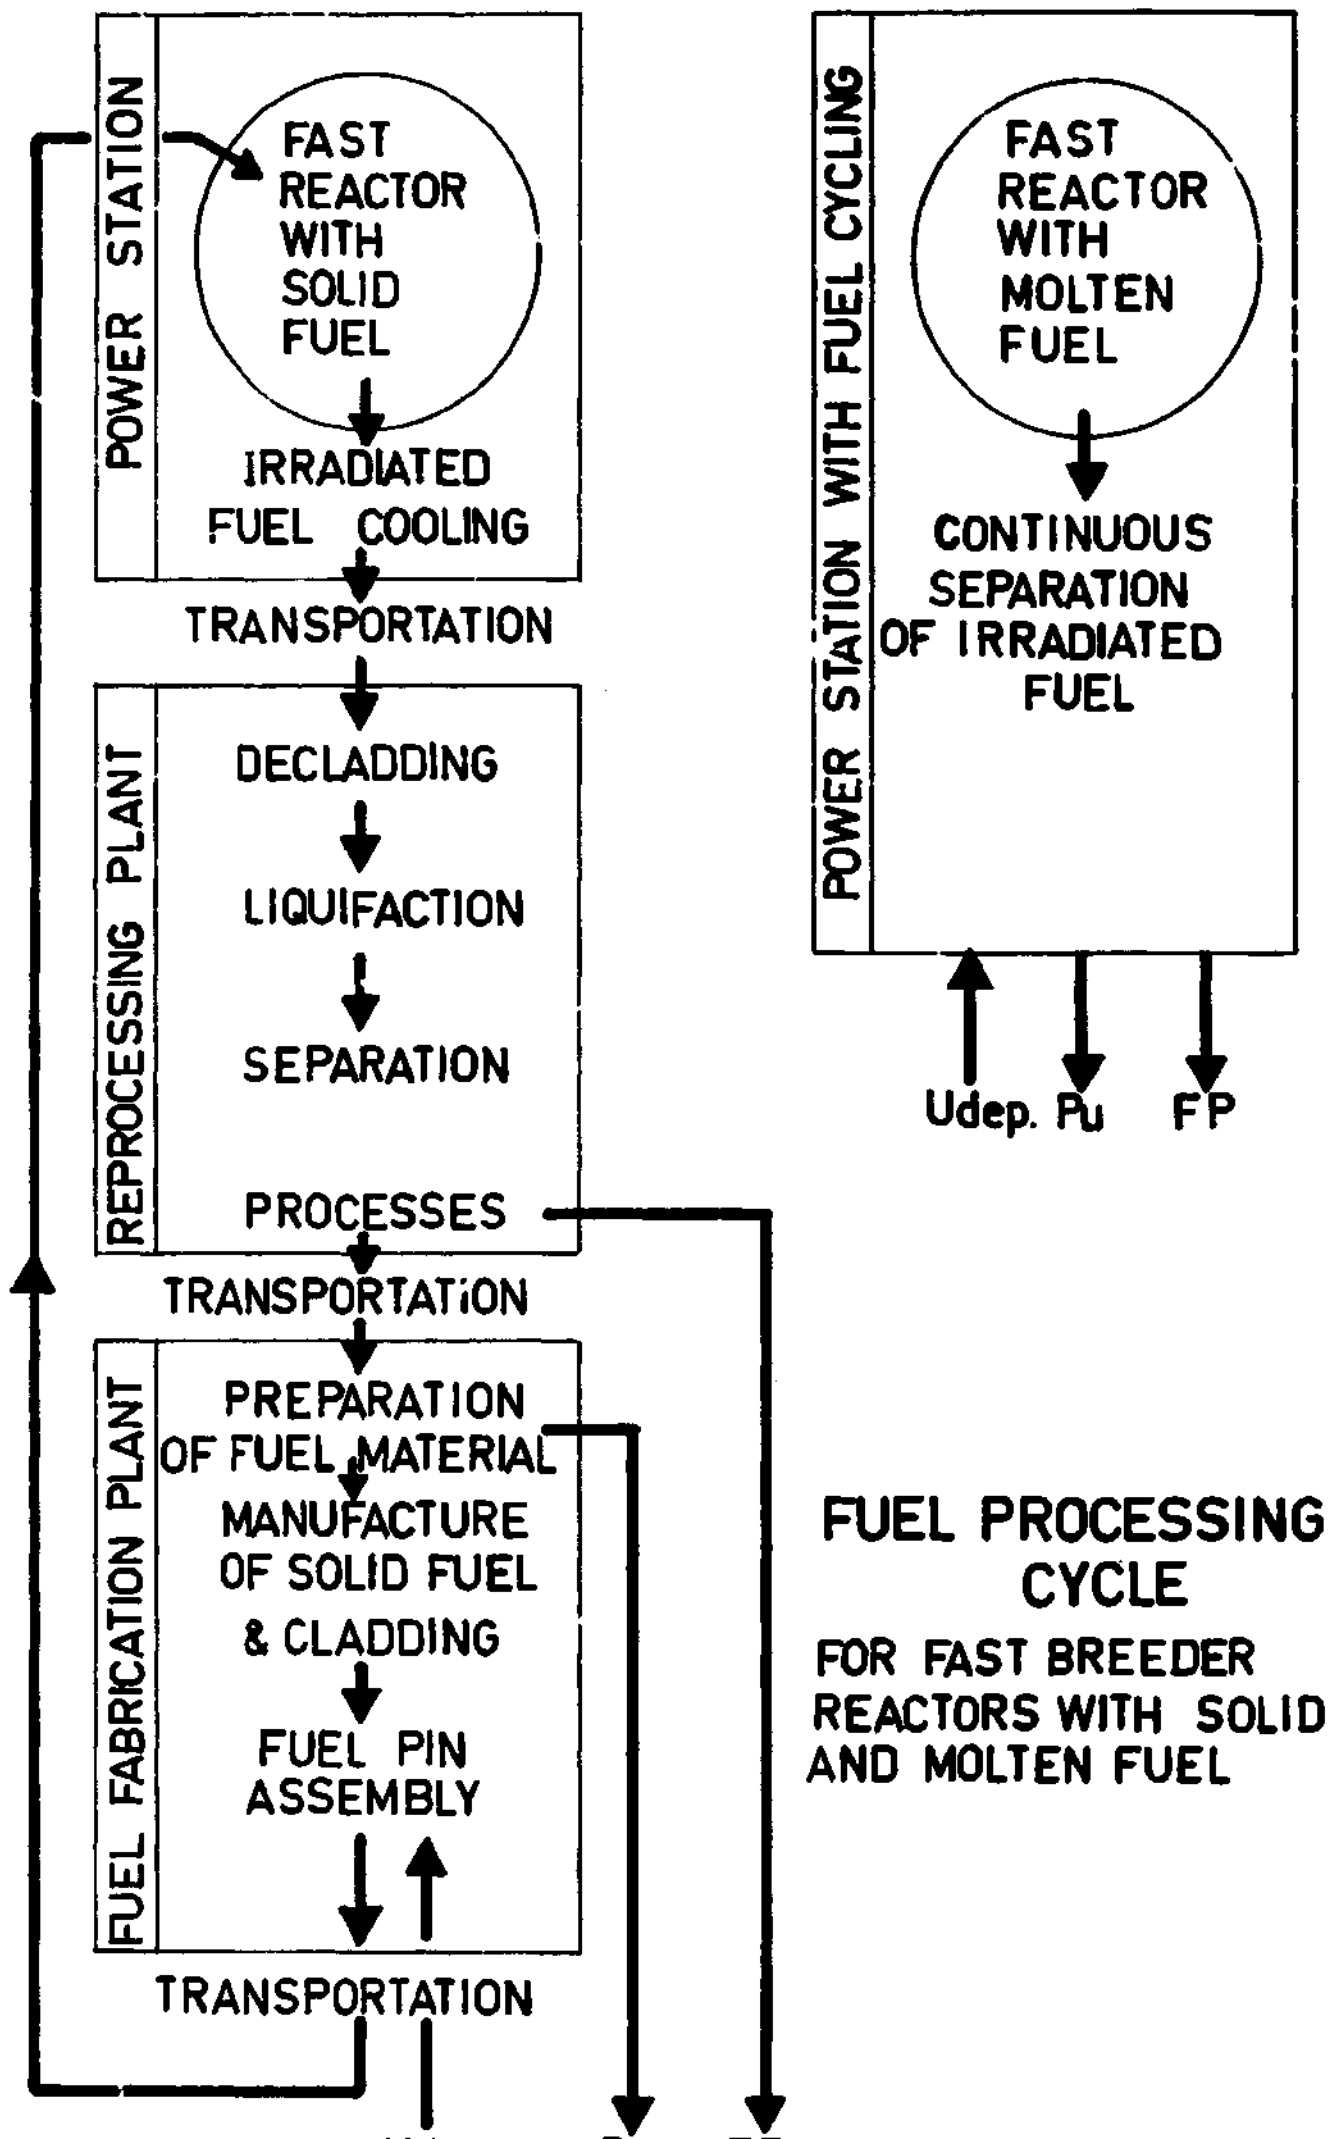 POWER STATION
FAST
REACTOR
WITH
SOLID
FUEL
IRRADIATED
FUEL COOLING
TRANSPORTATION
REPROCESSING PLANT
DECLADDING
LIQUIFACTION
SEPARATION
PROCESSES
TRANSPORTATION
FUEL FABRICATION PLANT
PREPARATION
OF FUEL MATERIAL
MANUFACTURE
OF SOLID FUEL
& CLADDING
FUEL PIN
ASSEMBLY
TRANSPORTATION
POWER STATION WITH FUEL CYCLING
FAST
REACTOR
WITH
MOLTEN
FUEL
CONTINUOUS
SEPARATION
OF IRRADIATED
FUEL
Udep. Pu FP
FUEL PROCESSING
CYCLE
FOR FAST BREEDER
REACTORS WITH SOLID
AND MOLTEN FUEL